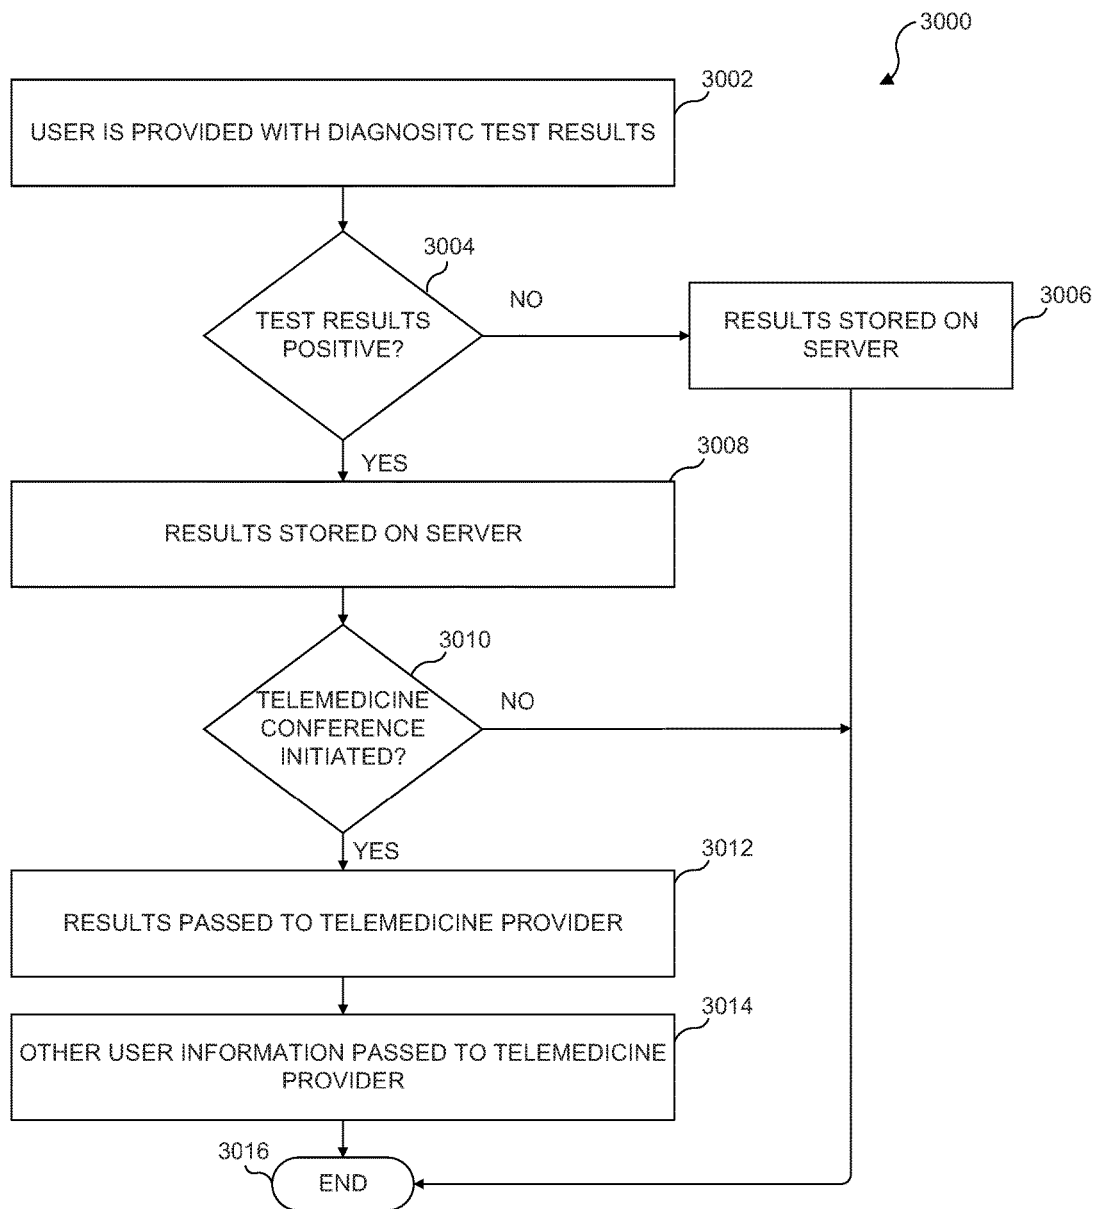 3000
3002
USER IS PROVIDED WITH DIAGNOSITC TEST RESULTS
3004
TEST RESULTS
POSITIVE?
NO
3006
RESULTS STORED ON
SERVER
YES
3008
RESULTS STORED ON SERVER
3010
TELEMEDICINE
CONFERENCE
INITIATED?
NO
YES
3012
RESULTS PASSED TO TELEMEDICINE PROVIDER
3014
OTHER USER INFORMATION PASSED TO TELEMEDICINE
PROVIDER
3016
END